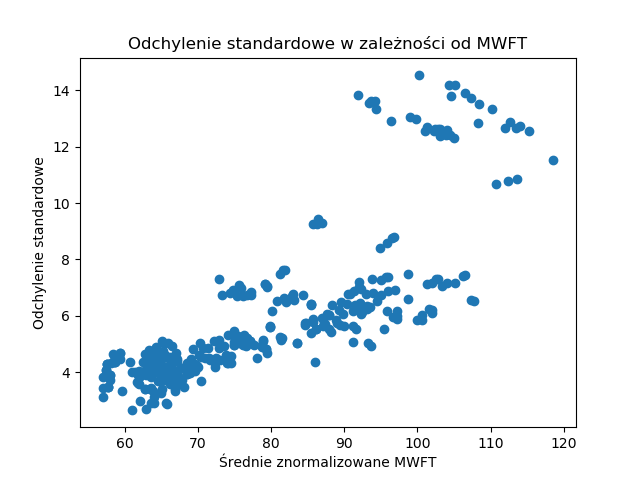 Odchylenie standardowe w zależności od MWFT
Odchylenie standardowe
14
12
10
8
6
4
60 70 80 90 100 110 120
Średnie znormalizowane MWFT